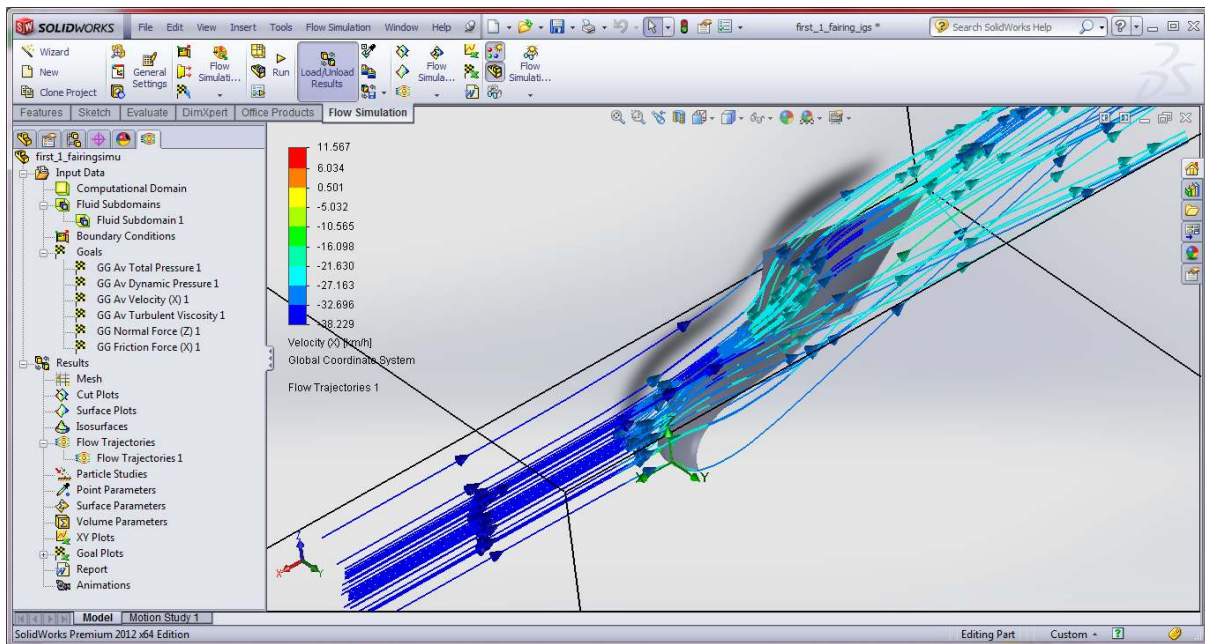 SOLIDWORKS File Edit View Insert Tools Flow Simulation Window Help first_1_fairing_igs * Search SolidWorks Help
Wizard
New
Clone Project
General Settings
Flow Simulati...
Run
Load/Unload Results
Flow Simula...
Flow Simulati...
Features Sketch Evaluate DimXpert Office Products Flow Simulation
first_1_fairingsimu
Input Data
Computational Domain
Fluid Subdomains
Fluid Subdomain 1
Boundary Conditions
Goals
GG Av Total Pressure 1
GG Av Dynamic Pressure 1
GG Av Velocity (X) 1
GG Av Turbulent Viscosity 1
GG Normal Force (Z) 1
GG Friction Force (X) 1
Results
Mesh
Cut Plots
Surface Plots
Isosurfaces
Flow Trajectories
Flow Trajectories 1
Particle Studies
Point Parameters
Surface Parameters
Volume Parameters
XY Plots
Goal Plots
Report
Animations
11.567
6.034
0.501
-5.032
-10.565
-16.098
-21.630
-27.163
-32.696
-38.229
Velocity (X) [km/h]
Global Coordinate System
Flow Trajectories 1
X Y
X Y
Model Motion Study 1
SolidWorks Premium 2012 x64 Edition Editing Part Custom